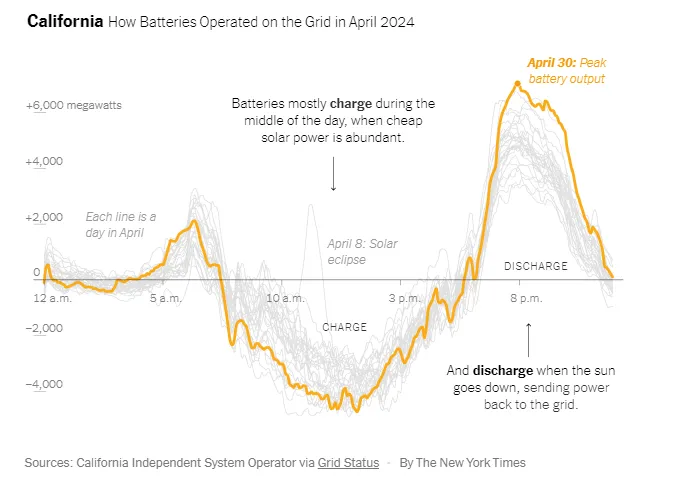 California How Batteries Operated on the Grid in April 2024
April 30: Peak
battery output
+6,000 megawatts
Batteries mostly charge during the
middle of the day, when cheap
solar power is abundant.
+4,000
+2,000
Each line is a
day in April
April 8: Solar
eclipse
DISCHARGE
0
12 a.m.
5 a.m.
10 a.m.
3 p.m.
8 p.m.
CHARGE
−2,000
And discharge when the sun
goes down, sending power
back to the grid.
−4,000
Sources: California Independent System Operator via Grid Status · By The New York Times